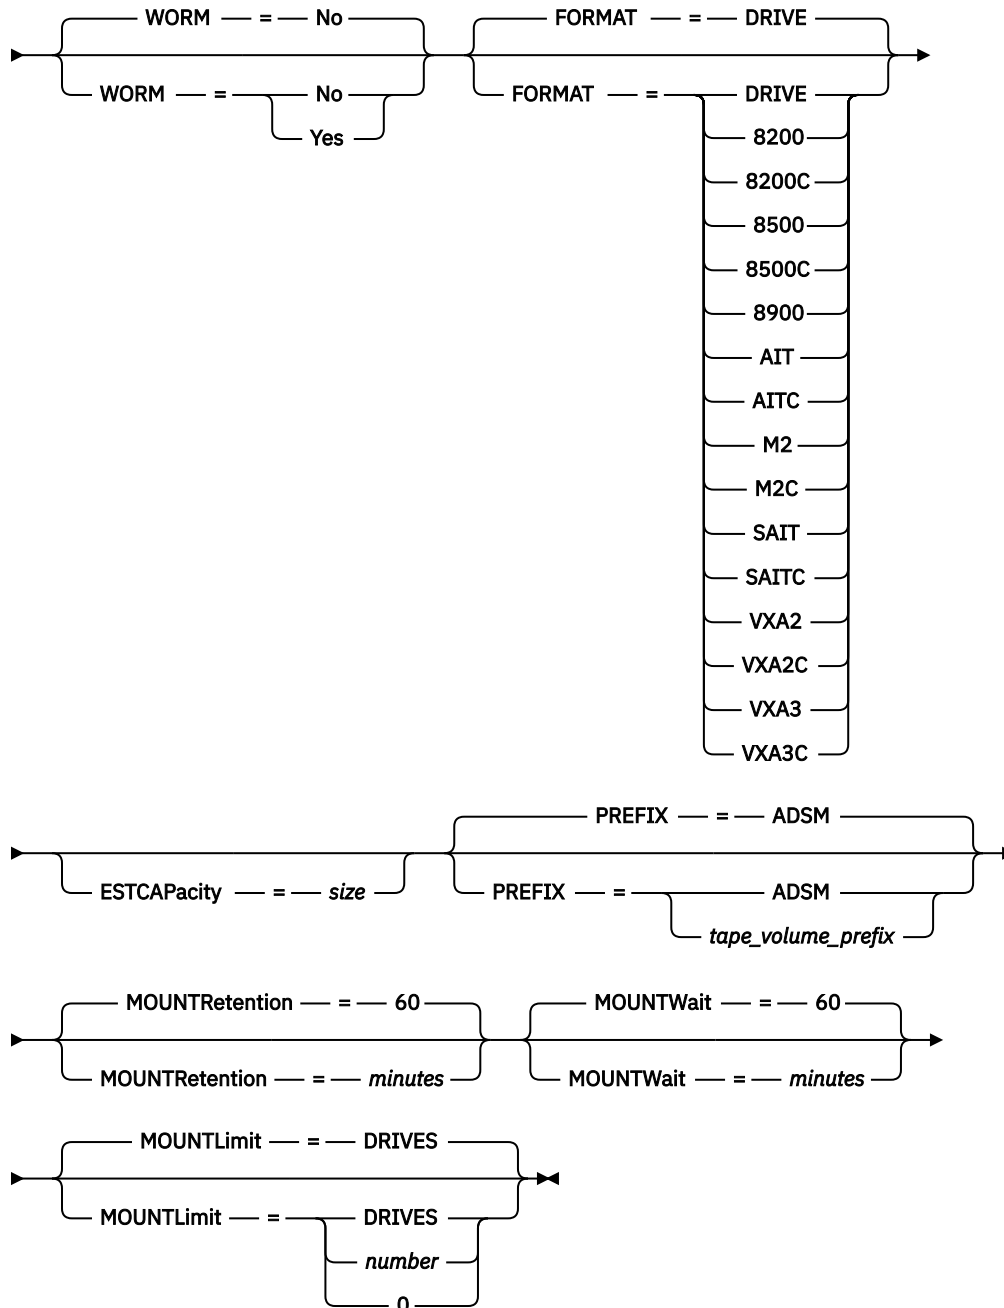 WORM = No FORMAT = DRIVE
WORM = No FORMAT = DRIVE
Yes 8200
8200C
8500
8500C
8900
AIT
AITC
M2
M2C
SAIT
SAITC
VXA2
VXA2C
VXA3
VXA3C
PREFIX = ADSM
ESTCAPacity = size PREFIX = ADSM
tape_volume_prefix
MOUNTRetention = 60 MOUNTWait = 60
MOUNTRetention = minutes MOUNTWait = minutes
MOUNTLimit = DRIVES
MOUNTLimit = DRIVES
number
0